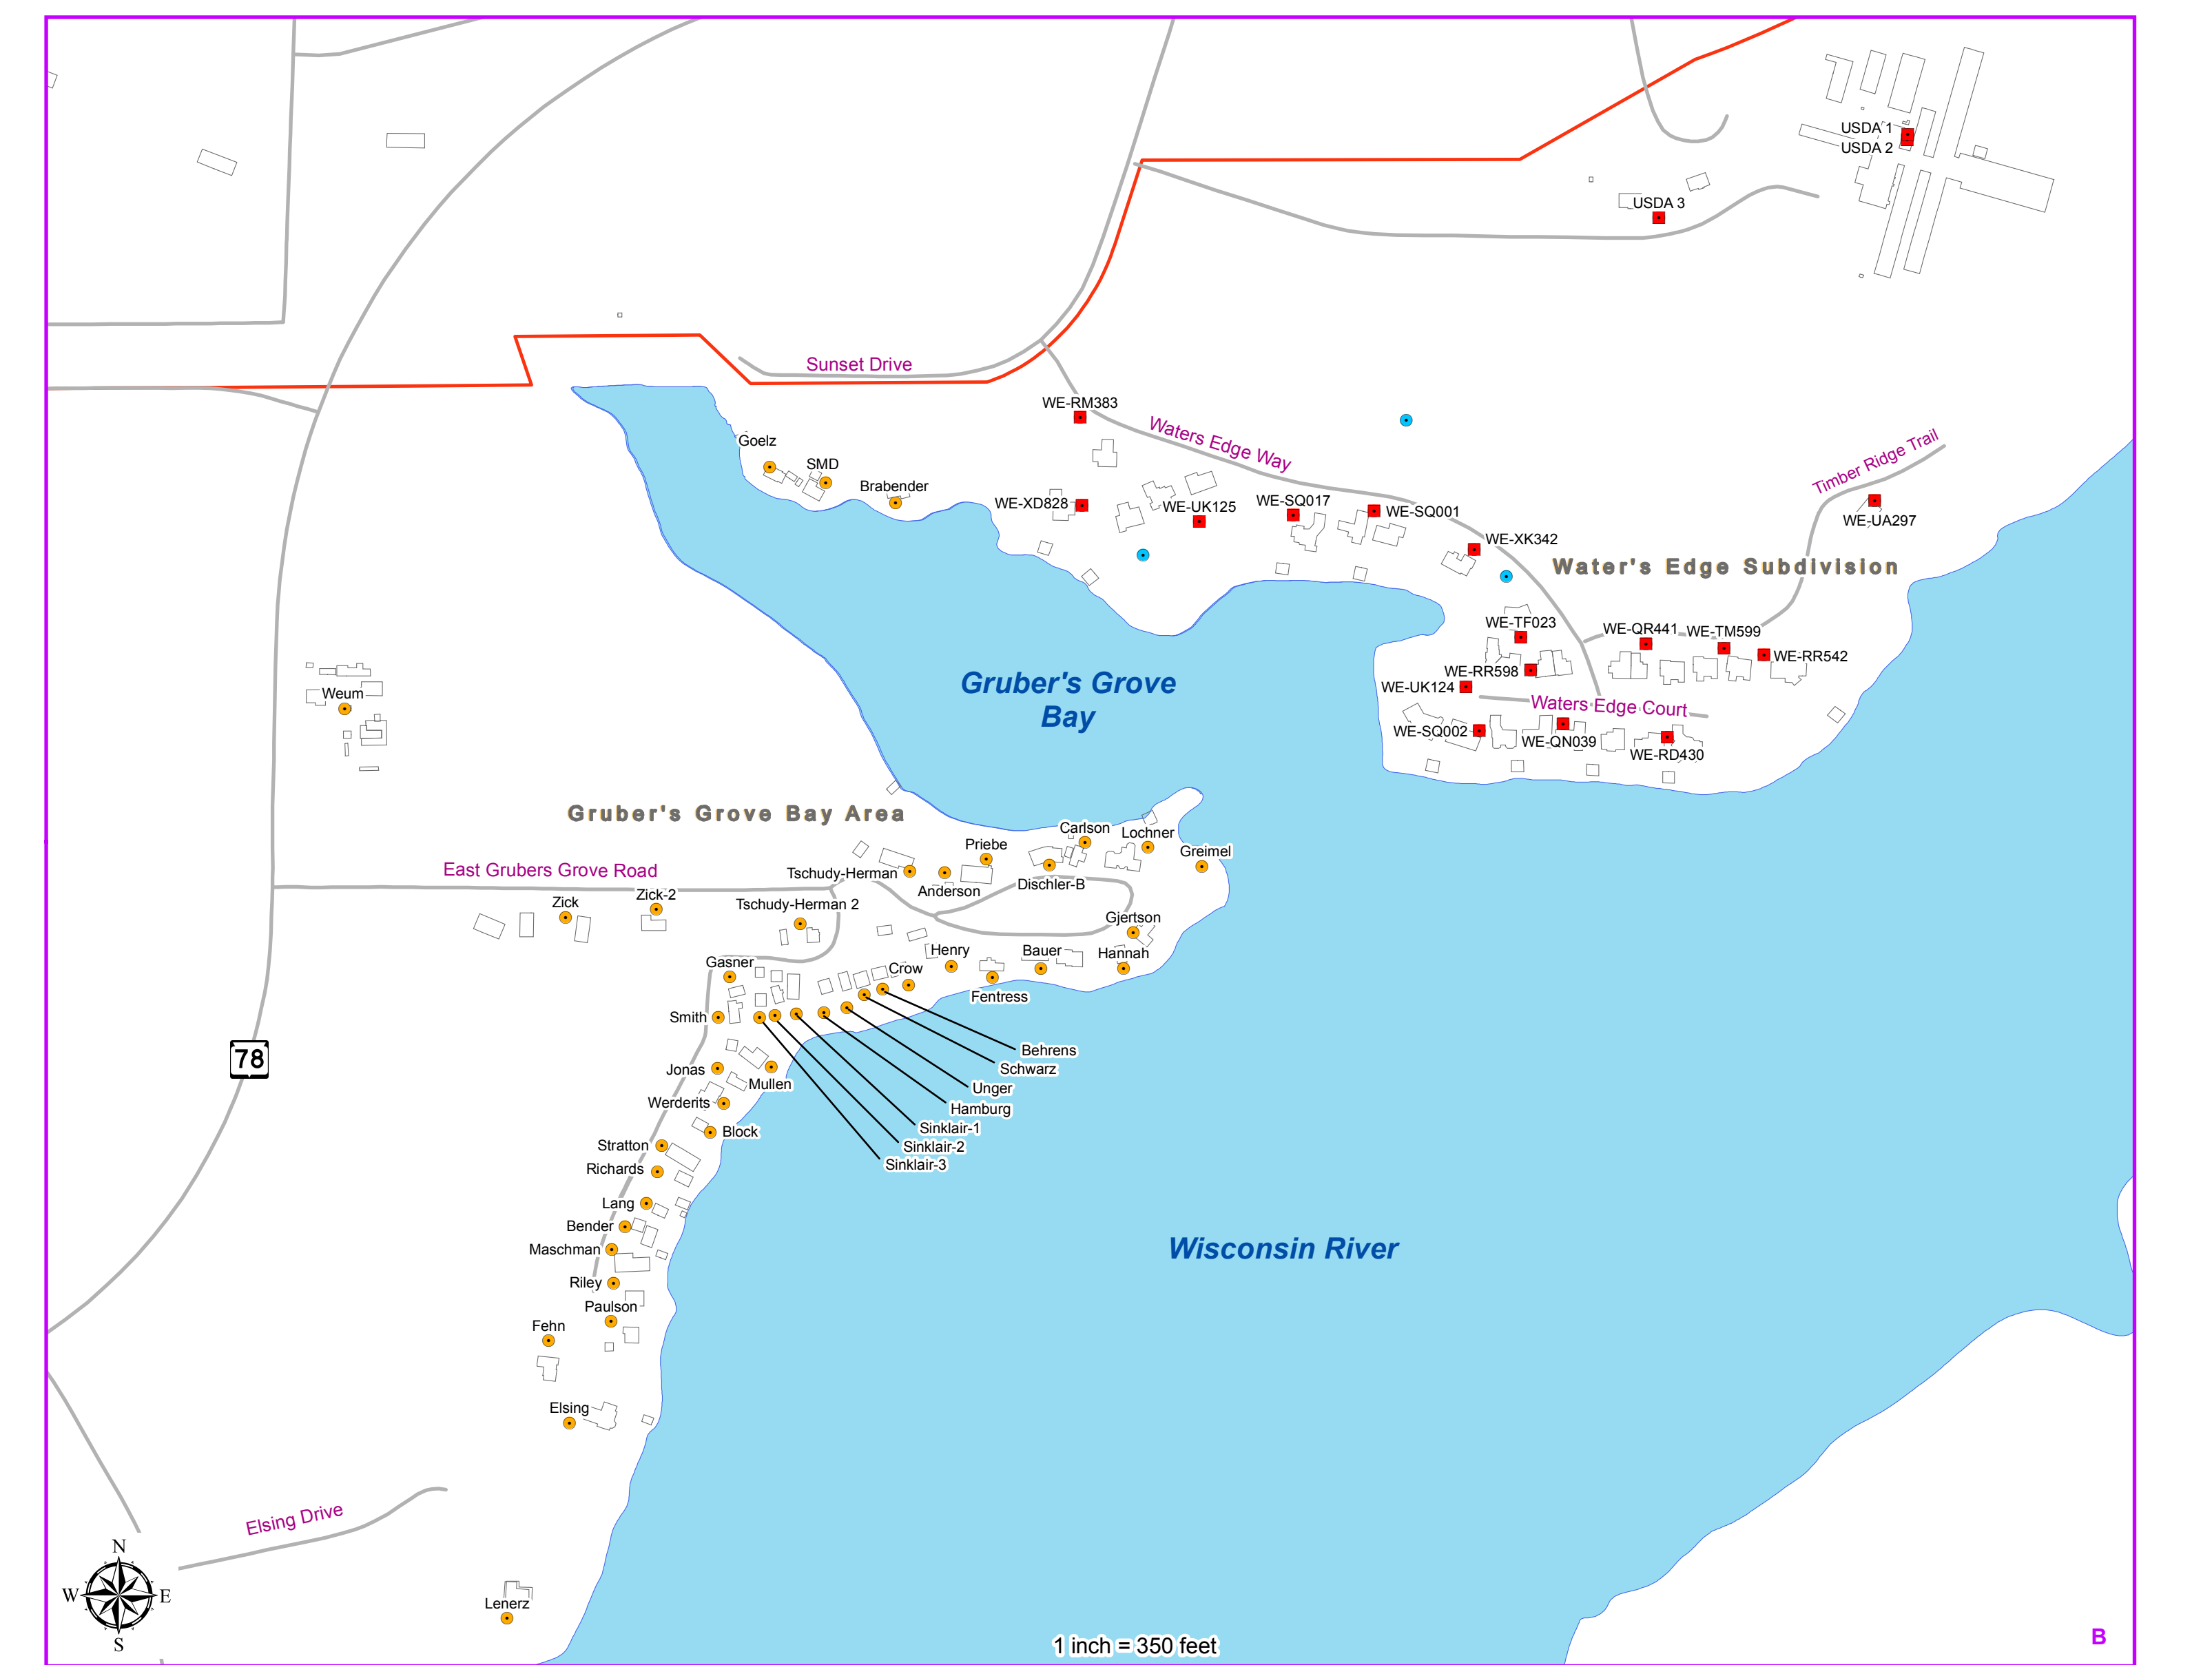 USDA 1
USDA 2
USDA 3
Sunset Drive
WE-RM383
Waters Edge Way
Goelz
SMD
Brabender
WE-XD828
WE-UK125
WE-SQ017
WE-SQ001
WE-XK342
Timber Ridge Trail
WE-UA297
Water's Edge Subdivision
WE-TF023
WE-QR441
WE-TM599
WE-RR542
WE-RR598
WE-UK124
Waters Edge Court
WE-SQ002
WE-QN039
WE-RD430
Gruber's Grove
Bay
Weum
Gruber's Grove Bay Area
Carlson
Lochner
Priebe
Greimel
East Grubers Grove Road
Tschudy-Herman
Anderson
Dischler-B
Zick
Zick-2
Tschudy-Herman 2
Gjertson
Gasner
Henry
Bauer
Hannah
Crow
Fentress
Smith
78
Behrens
Schwarz
Jonas
Mullen
Unger
Werderits
Hamburg
Block
Sinklair-1
Stratton
Sinklair-2
Richards
Sinklair-3
Lang
Bender
Maschman
Wisconsin River
Riley
Paulson
Fehn
Elsing
Elsing Drive
N
W
E
S
Lenerz
1 inch = 350 feet
B